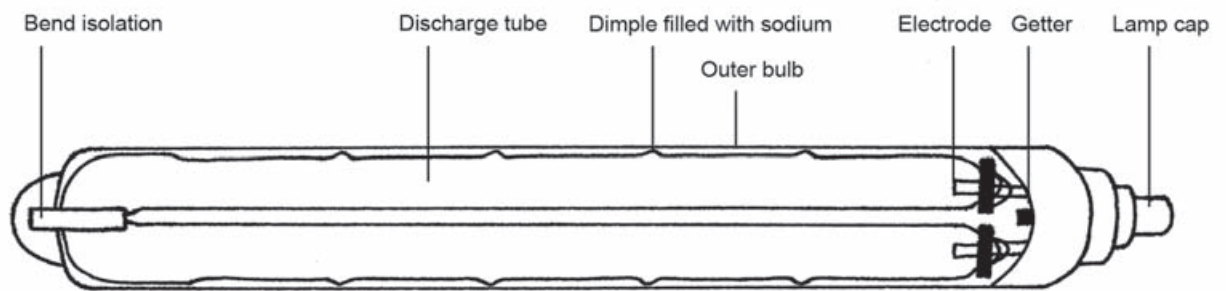 Bend isolation
Discharge tube
Dimple filled with sodium
Electrode
Getter
Lamp cap
Outer bulb